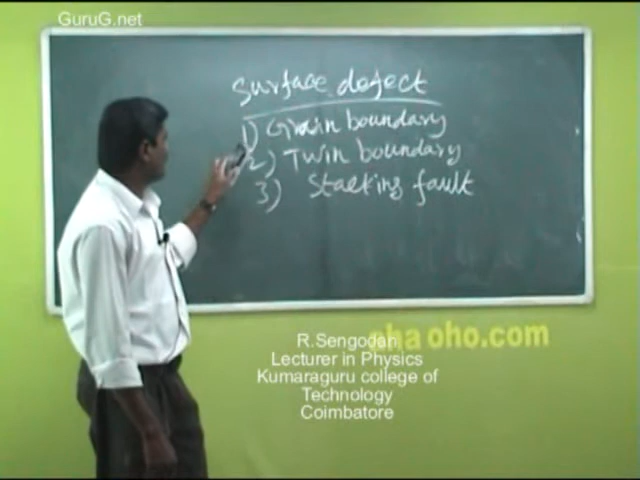 GuruG.net
Surface defect
1) Grain boundary
2) Twin boundary
3) Stacking fault
oho.com
R.Sengodan
Lecturer in Physics
Kumaraguru college of
Technology
Coimbatore